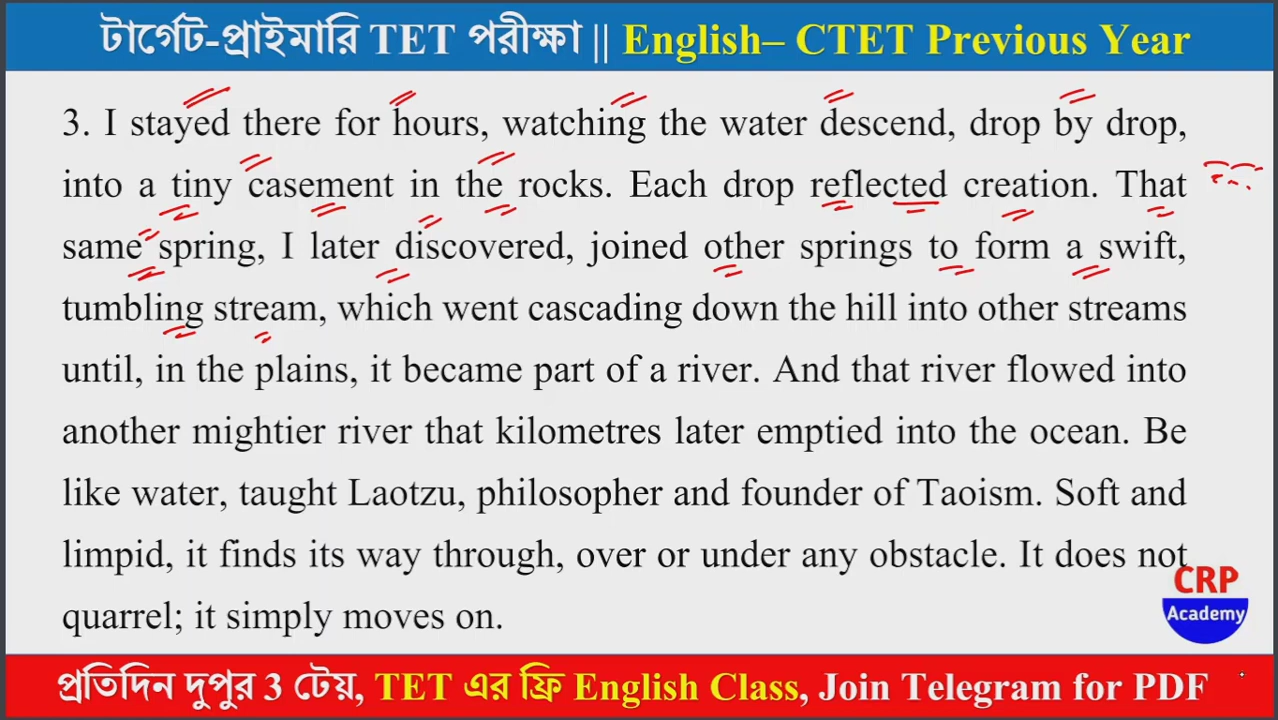 টার্গেট-প্রাইমারি TET পরীক্ষা || English– CTET Previous Year
3. I stayed there for hours, watching the water descend, drop by drop,
into a tiny casement in the rocks. Each drop reflected creation. That
same spring, I later discovered, joined other springs to form a swift,
tumbling stream, which went cascading down the hill into other streams
until, in the plains, it became part of a river. And that river flowed into
another mightier river that kilometres later emptied into the ocean. Be
like water, taught Laotzu, philosopher and founder of Taoism. Soft and
limpid, it finds its way through, over or under any obstacle. It does not
quarrel; it simply moves on.
CRP
Academy
প্রতিদিন দুপুর 3 টেয়, TET এর ফ্রি English Class, Join Telegram for PDF